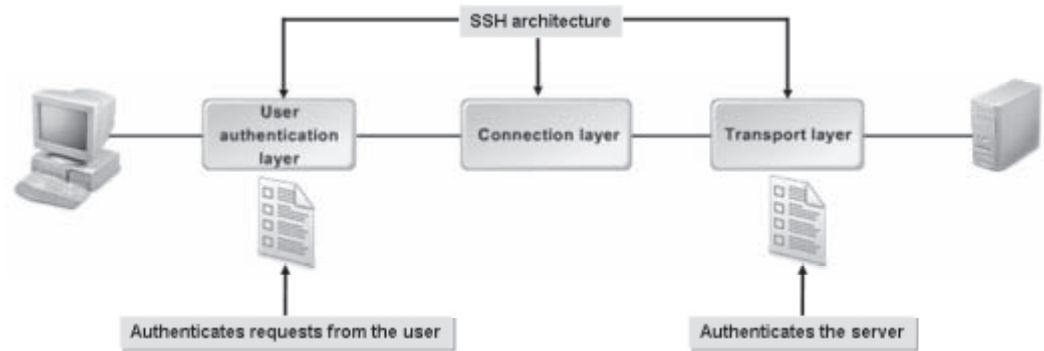 SSH architecture
User
authentication
layer
Connection layer
Transport layer
Authenticates requests from the user
Authenticates the server